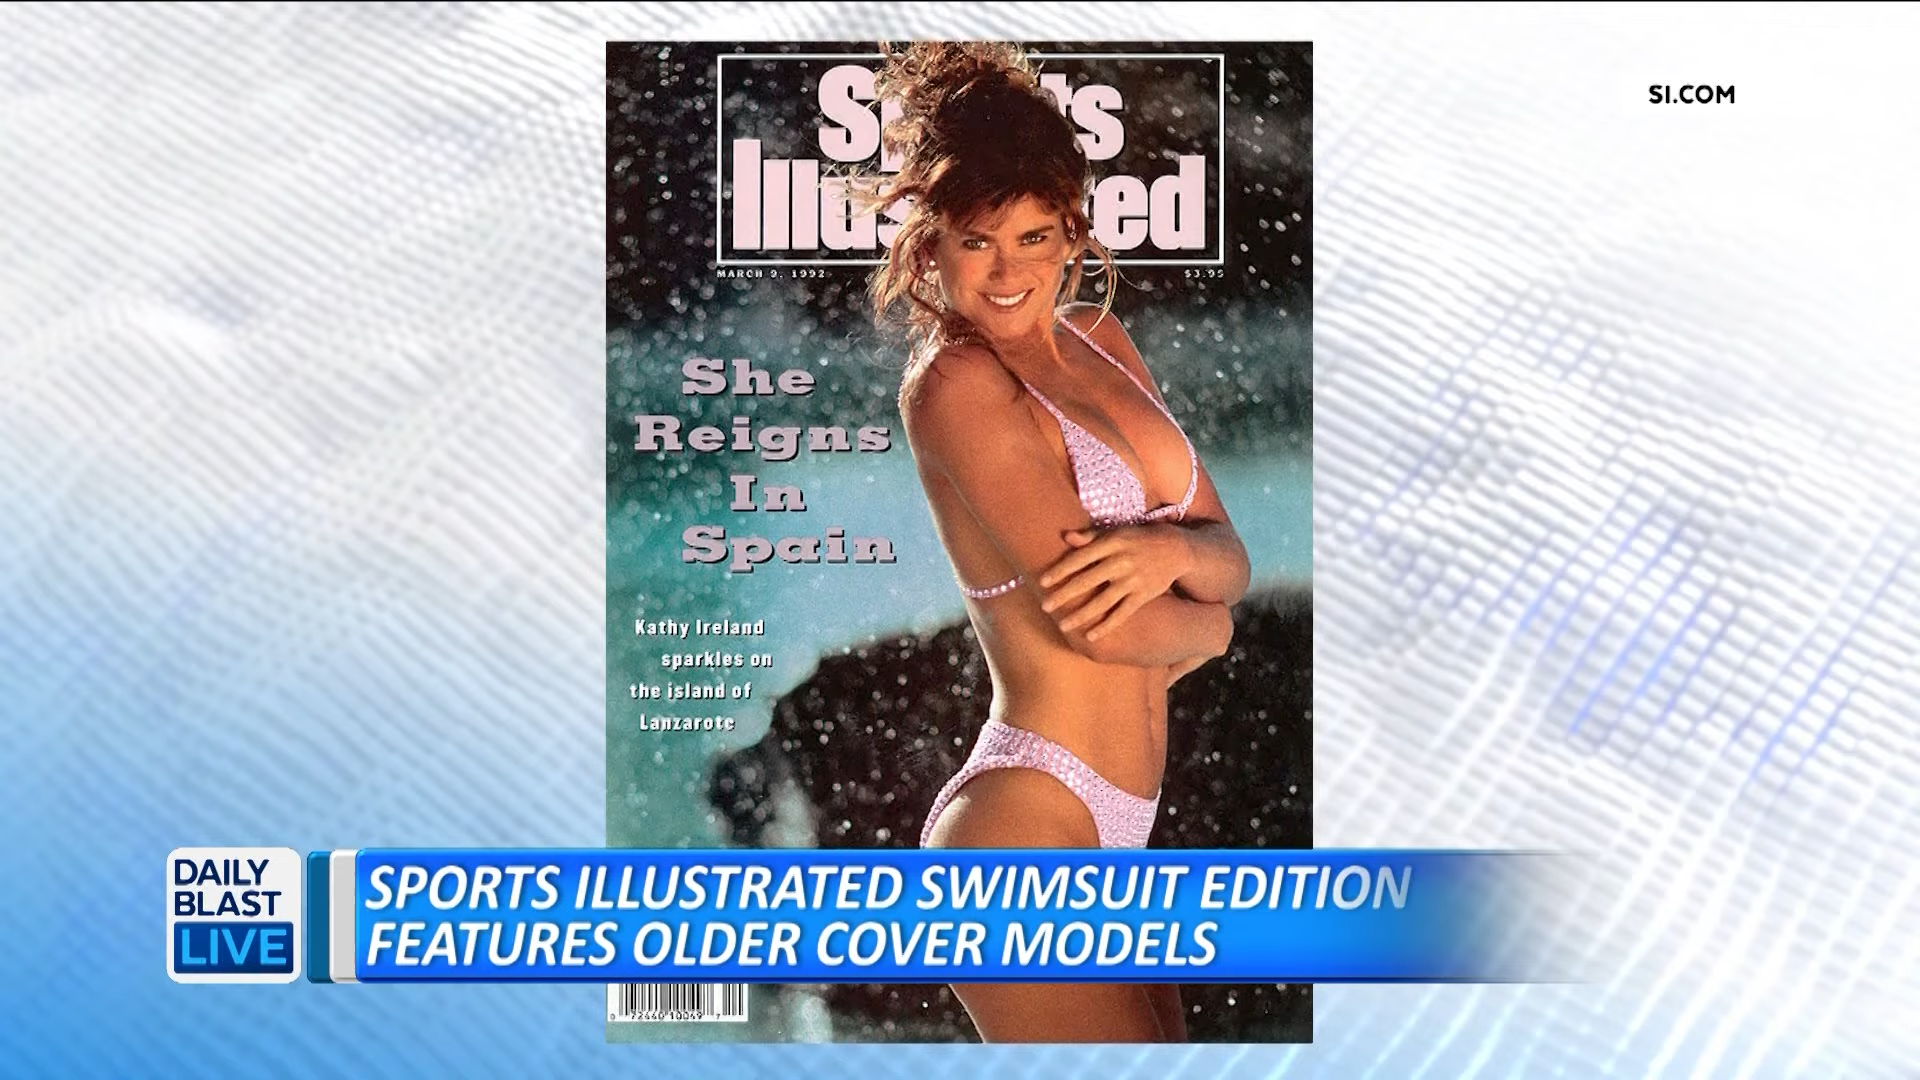 SI.COM
Sports
Illustrated
MARCH 9, 1992
$3.95
She
Reigns
In
Spain
Kathy Ireland
sparkles on
the island of
Lanzarote
DAILY
BLAST
LIVE
SPORTS ILLUSTRATED SWIMSUIT EDITION
FEATURES OLDER COVER MODELS